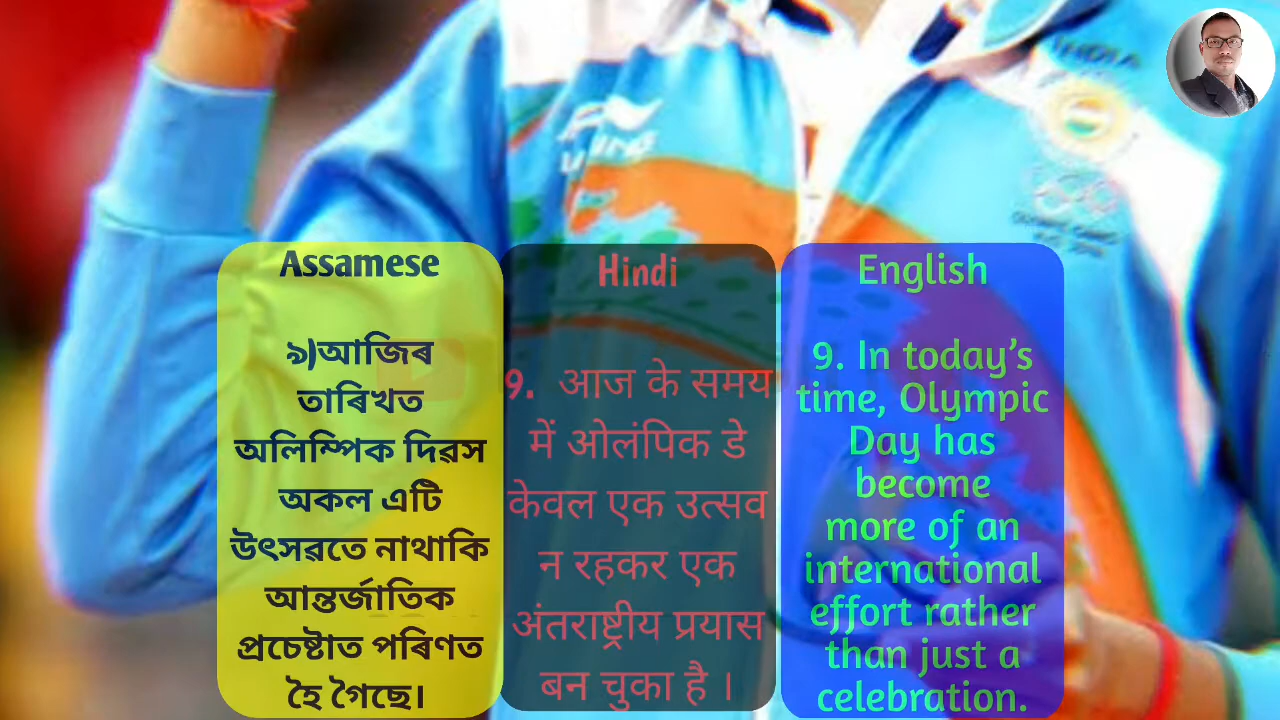 INDIA
Assamese
৯)আজিৰ
তাৰিখত
অলিম্পিক দিৱস
অকল এটি
উৎসৱতে নাথাকি
আন্তৰ্জাতিক
প্ৰচেষ্টাত পৰিণত
হৈ গৈছে।
Hindi
9. आज के समय
में ओलंपिक डे
केवल एक उत्सव
न रहकर एक
अंतराष्ट्रीय प्रयास
बन चुका है ।
English
9. In today’s
time, Olympic
Day has
become
more of an
international
effort rather
than just a
celebration.